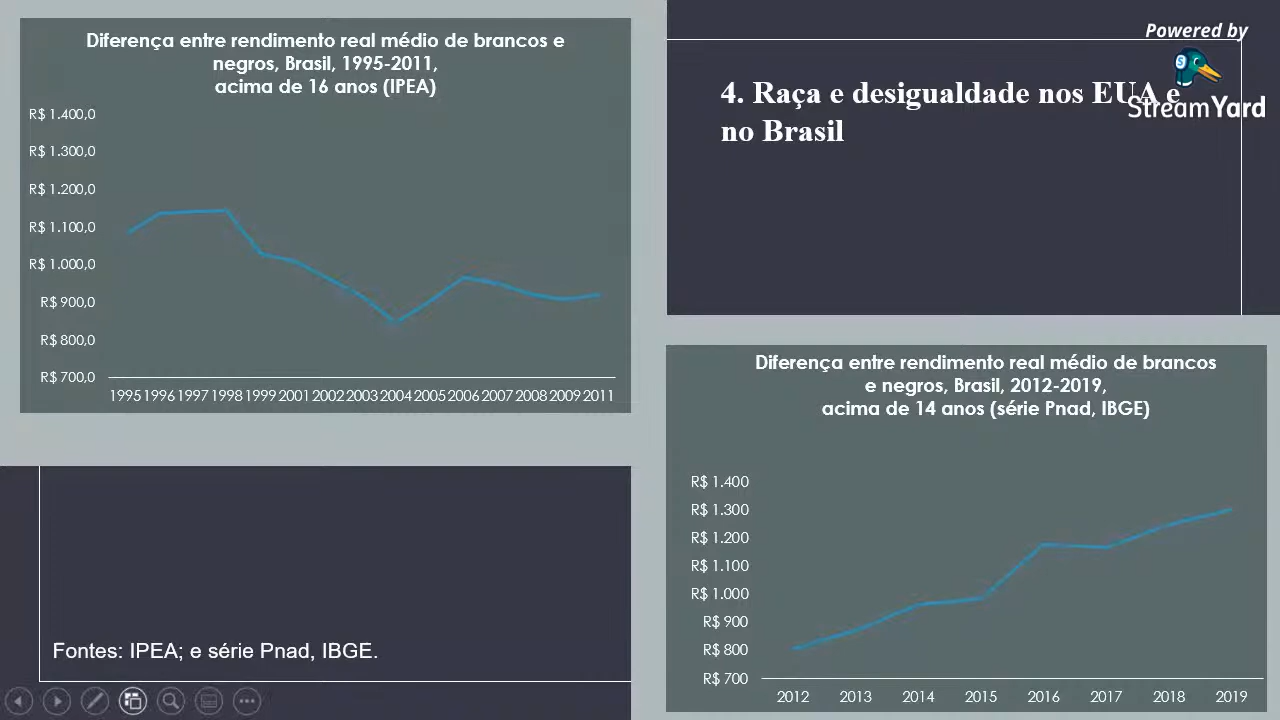 Diferença entre rendimento real médio de brancos e
negros, Brasil, 1995-2011,
acima de 16 anos (IPEA)
R$ 1.400,0
R$ 1.300,0
R$ 1.200,0
R$ 1.100,0
R$ 1.000,0
R$ 900,0
R$ 800,0
R$ 700,0
1995 1996 1997 1998 1999 2001 2002 2003 2004 2005 2006 2007 2008 2009 2011
Powered by
StreamYard
4. Raça e desigualdade nos EUA e
no Brasil
Diferença entre rendimento real médio de brancos
e negros, Brasil, 2012-2019,
acima de 14 anos (série Pnad, IBGE)
R$ 1.400
R$ 1.300
R$ 1.200
R$ 1.100
R$ 1.000
R$ 900
R$ 800
R$ 700
2012 2013 2014 2015 2016 2017 2018 2019
Fontes: IPEA; e série Pnad, IBGE.